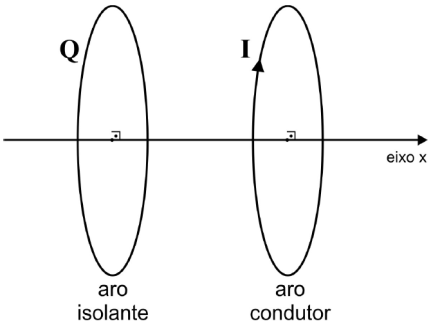 Q
I
eixo x
aro
isolante
aro
condutor